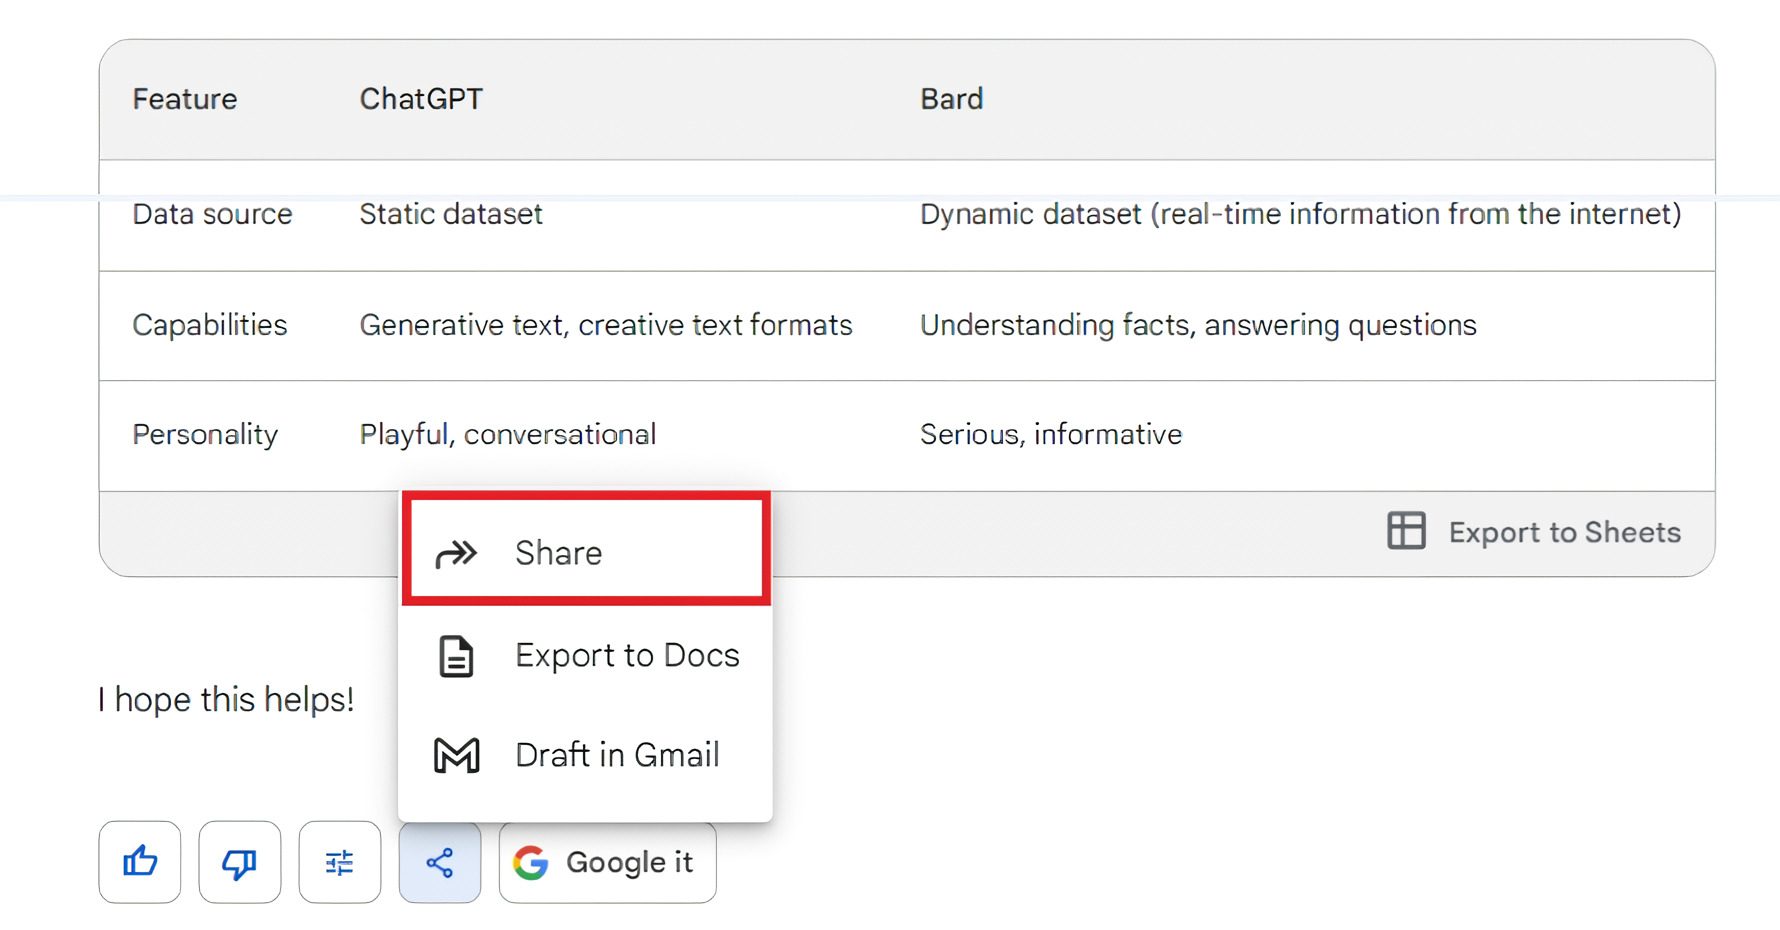 Feature ChatGPT Bard
Data source Static dataset Dynamic dataset (real-time information from the internet)
Capabilities Generative text, creative text formats Understanding facts, answering questions
Personality Playful, conversational Serious, informative
Export to Sheets
Share
Export to Docs
I hope this helps!
Draft in Gmail
Google it